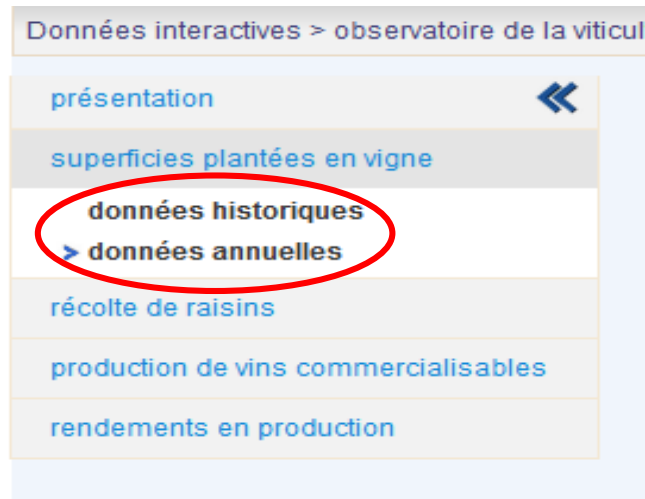 Données interactives > observatoire de la viticul
présentation
superficies plantées en vigne
données historiques
> données annuelles
récolte de raisins
production de vins commercialisables
rendements en production